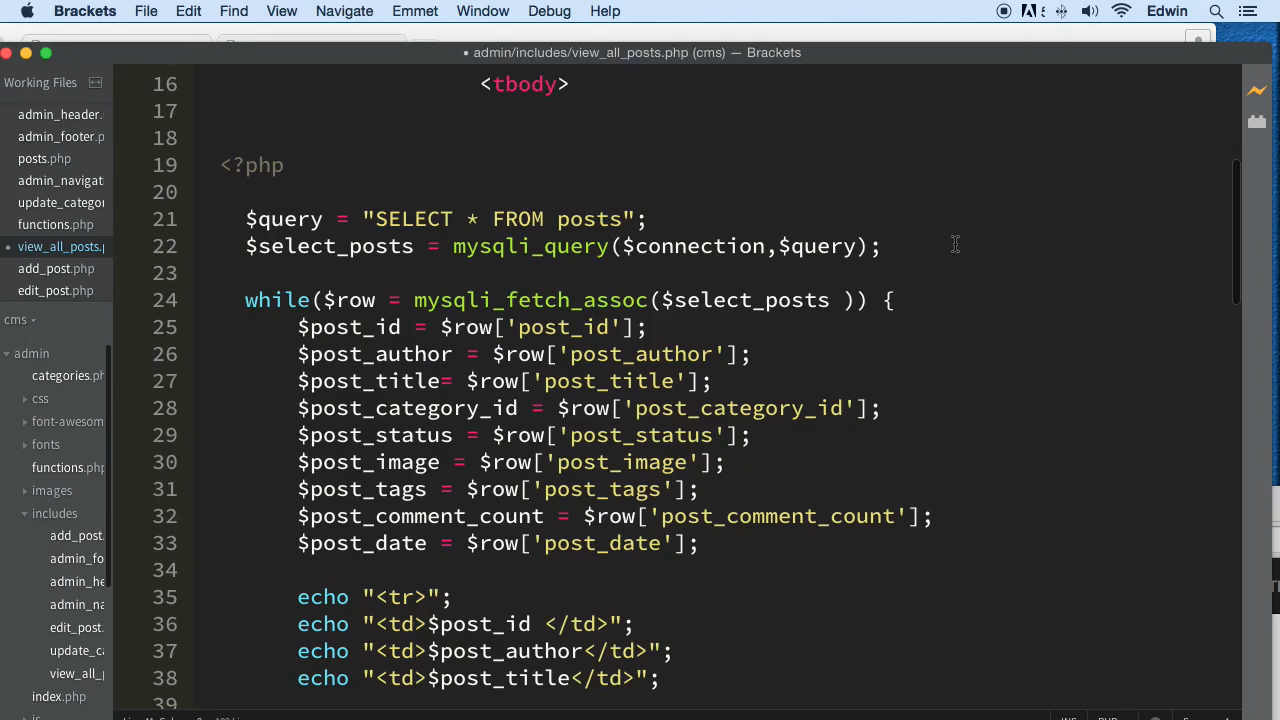 Brackets File Edit Find View Navigate Emmet Window Debug Help Edwin
• admin/includes/view_all_posts.php (cms) — Brackets
Working Files
admin_header.
admin_footer.p
posts.php
admin_navigat
update_categor
functions.php
• view_all_posts.p
add_post.php
edit_post.php
cms
admin
categories.ph
css
font-awesom
fonts
functions.php
images
includes
add_post.
admin_fo
admin_he
admin_na
edit_post.
update_ca
view_all_p
index.php
js
16 <tbody>
17
18
19 <?php
20
21 $query = "SELECT * FROM posts";
22 $select_posts = mysqli_query($connection,$query);
23
24 while($row = mysqli_fetch_assoc($select_posts )) {
25 $post_id = $row['post_id'];
26 $post_author = $row['post_author'];
27 $post_title= $row['post_title'];
28 $post_category_id = $row['post_category_id'];
29 $post_status = $row['post_status'];
30 $post_image = $row['post_image'];
31 $post_tags = $row['post_tags'];
32 $post_comment_count = $row['post_comment_count'];
33 $post_date = $row['post_date'];
34
35 echo "<tr>";
36 echo "<td>$post_id </td>";
37 echo "<td>$post_author</td>";
38 echo "<td>$post_title</td>";
39